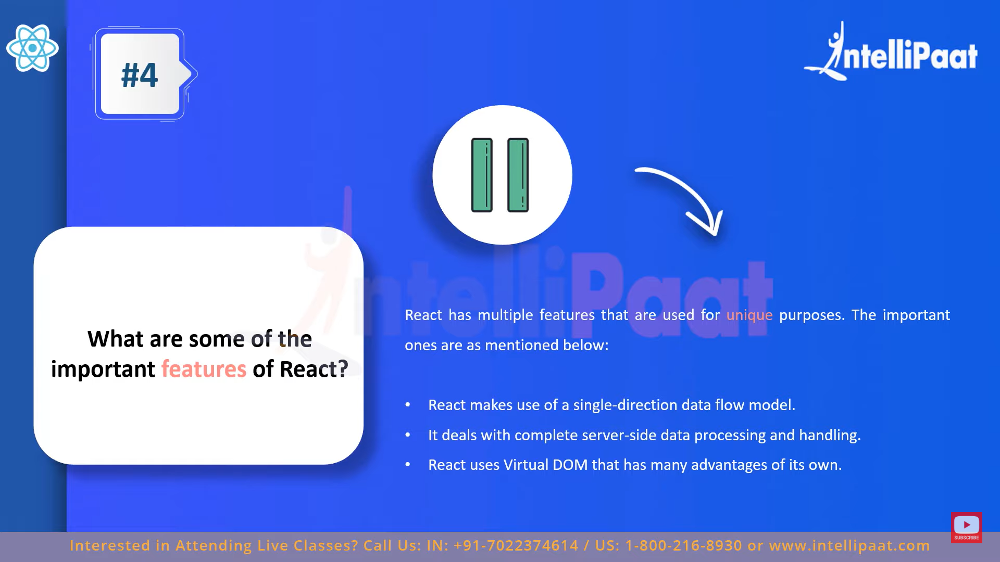 #4
IntelliPaat
What are some of the
important features of React?
IntelliPaat
React has multiple features that are used for unique purposes. The important
ones are as mentioned below:
• React makes use of a single-direction data flow model.
• It deals with complete server-side data processing and handling.
• React uses Virtual DOM that has many advantages of its own.
SUBSCRIBE
Interested in Attending Live Classes? Call Us: IN: +91-7022374614 / US: 1-800-216-8930 or www.intellipaat.com